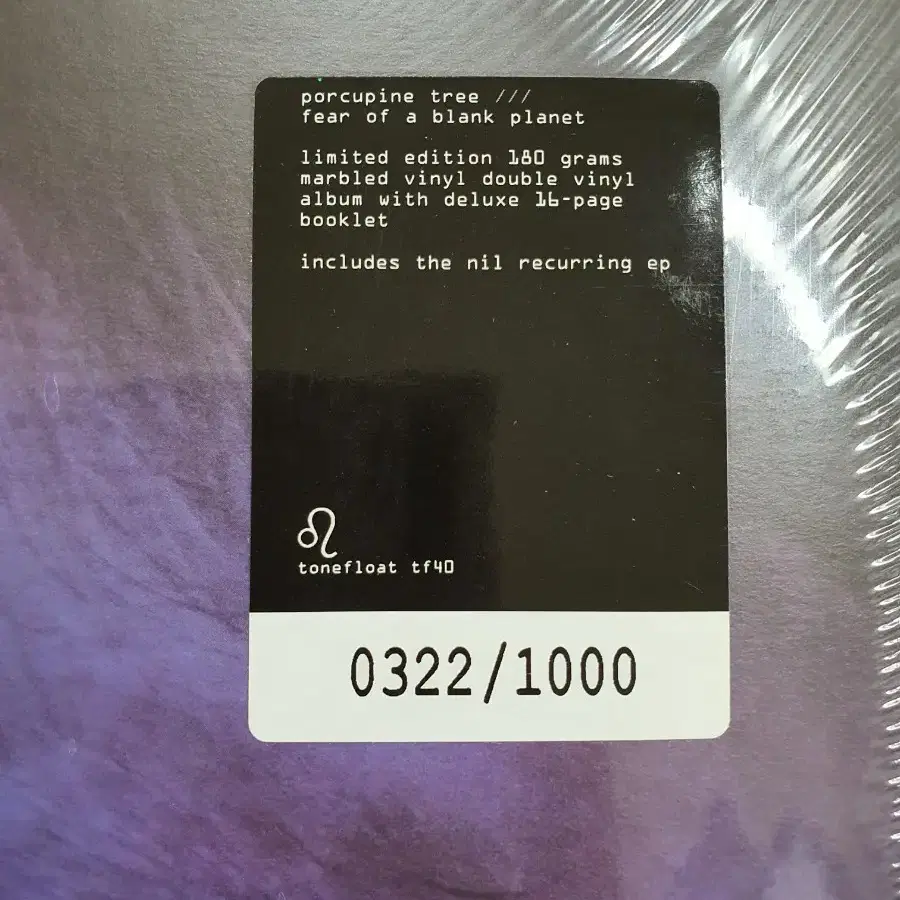 porcupine tree ///
fear of a blank planet
limited edition 180 grams
marbled vinyl double vinyl
album with deluxe 16-page
booklet
includes the nil recurring ep
tonefloat tf40
0322/1000